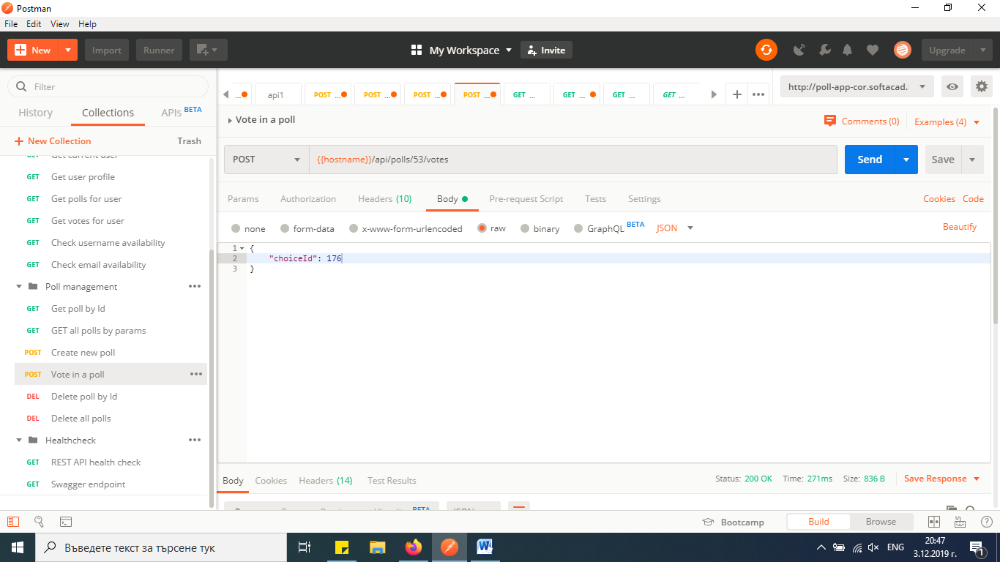 Postman
File Edit View Help
New Import Runner My Workspace Invite Upgrade
Filter
History Collections APIs BETA
New Collection Trash
GET Get current user
GET Get user profile
GET Get polls for user
GET Get votes for user
GET Check username availability
GET Check email availability
Poll management
GET Get poll by Id
GET GET all polls by params
POST Create new poll
POST Vote in a poll
DEL Delete poll by Id
DEL Delete all polls
Healthcheck
GET REST API health check
GET Swagger endpoint
... api1 POST ... POST ... POST ... POST ... GET ... GET ... GET ... GET ... http://poll-app-cor.softacad.
Vote in a poll Comments (0) Examples (4)
POST {{hostname}}/api/polls/53/votes Send Save
Params Authorization Headers (10) Body Pre-request Script Tests Settings Cookies Code
none form-data x-www-form-urlencoded raw binary GraphQL BETA JSON Beautify
1 {
2 "choiceId": 176
3 }
Body Cookies Headers (14) Test Results Status: 200 OK Time: 271ms Size: 836 B Save Response
BETA
Bootcamp Build Browse
Въведете текст за търсене тук
ENG
20:47
3.12.2019 г.
1